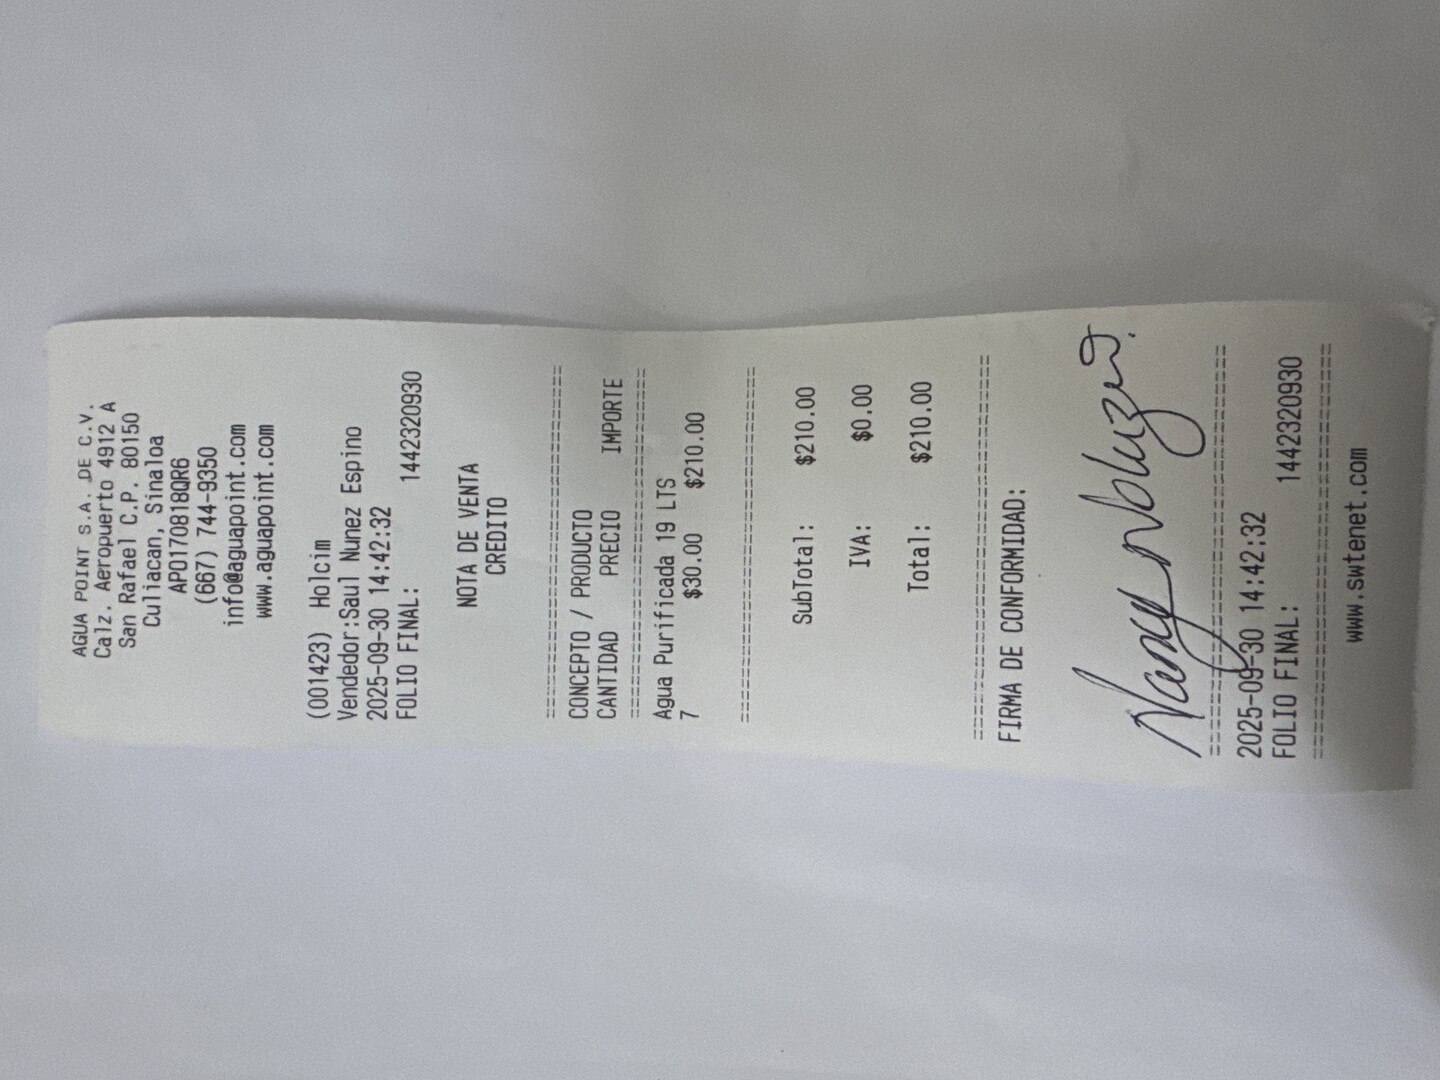 AGUA POINT S.A. DE C.V.
Calz. Aeropuerto 4912 A
San Rafael C.P. 80150
Culiacan, Sinaloa
APO170818QR6
(667) 744-9350
info@aguapoint.com
www.aguapoint.com
(001423) Holcim
Vendedor:Saul Nunez Espino
2025-09-30 14:42:32
FOLIO FINAL: 1442320930
NOTA DE VENTA
CREDITO
CONCEPTO / PRODUCTO
CANTIDAD PRECIO IMPORTE
Agua Purificada 19 LTS
7 $30.00 $210.00
SubTotal: $210.00
IVA: $0.00
Total: $210.00
FIRMA DE CONFORMIDAD:
Nancy
2025-09-30 14:42:32
FOLIO FINAL: 1442320930
www.swtenet.com